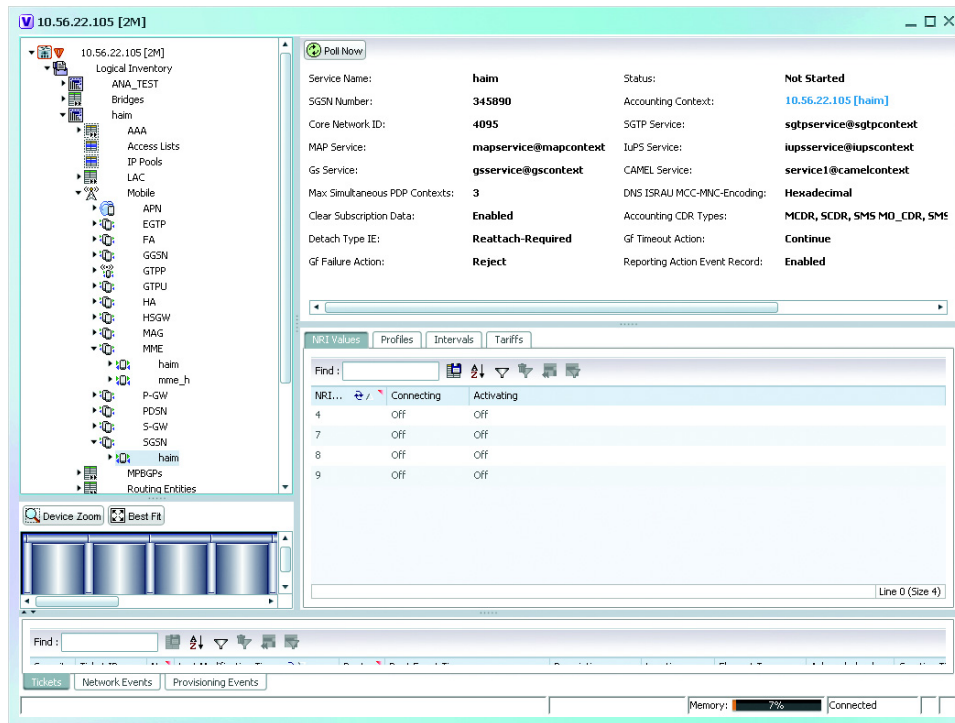 10.56.22.105 [2M]
10.56.22.105 [2M]
Logical Inventory
ANA_TEST
Bridges
haim
AAA
Access Lists
IP Pools
LAC
Mobile
APN
EGTP
FA
GGSN
GTPP
GTPU
HA
HSGW
MAG
MME
haim
mme_h
P-GW
PDSN
S-GW
SGSN
haim
MPBGPs
Routing Entities
Device Zoom Best Fit
Poll Now
Service Name: haim Status: Not Started
SGSN Number: 345890 Accounting Context: 10.56.22.105 [haim]
Core Network ID: 4095 SGTP Service: sgtpservice@sgtpcontext
MAP Service: mapservice@mapcontext IuPS Service: iupsservice@iupscontext
Gs Service: gsservice@gscontext CAMEL Service: service1@camelcontext
Max Simultaneous PDP Contexts: 3 DNS ISRAU MCC-MNC-Encoding: Hexadecimal
Clear Subscription Data: Enabled Accounting CDR Types: MCDR, SCDR, SMS MO_CDR, SMS
Detach Type IE: Reattach-Required Gf Timeout Action: Continue
Gf Failure Action: Reject Reporting Action Event Record: Enabled
NRI Values Profiles Intervals Tariffs
Find :
NRI... Connecting Activating
4 Off Off
7 Off Off
8 Off Off
9 Off Off
Line 0 (Size 4)
Find :
Tickets Network Events Provisioning Events
Memory: 7% Connected